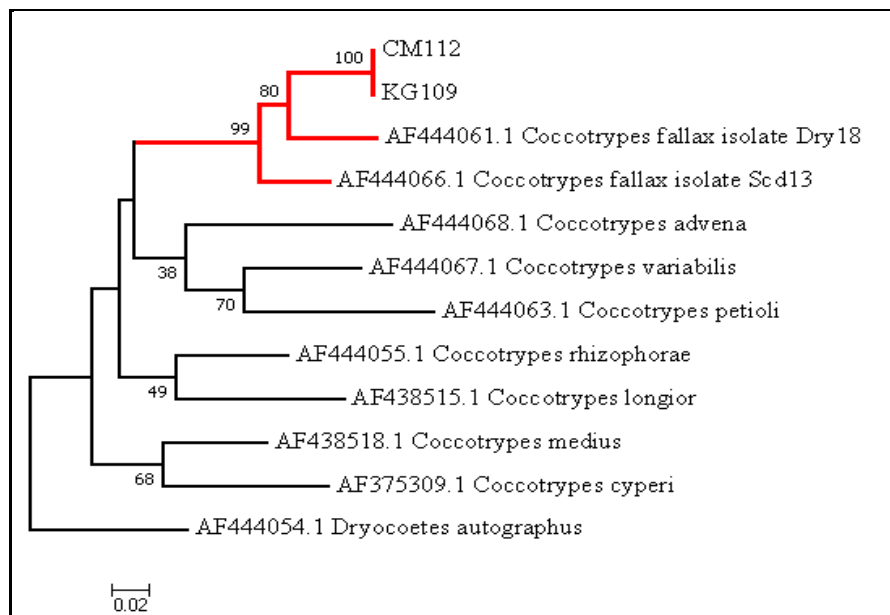 CM112
100
KG109
80
99
AF444061.1 Coccotrypes fallax isolate Dry18
AF444066.1 Coccotrypes fallax isolate Scd13
AF444068.1 Coccotrypes advena
38
AF444067.1 Coccotrypes variabilis
70
AF444063.1 Coccotrypes petioli
AF444055.1 Coccotrypes rhizophorae
49
AF438515.1 Coccotrypes longior
AF438518.1 Coccotrypes medius
68
AF375309.1 Coccotrypes cyperi
AF444054.1 Dryocoetes autographus
0.02